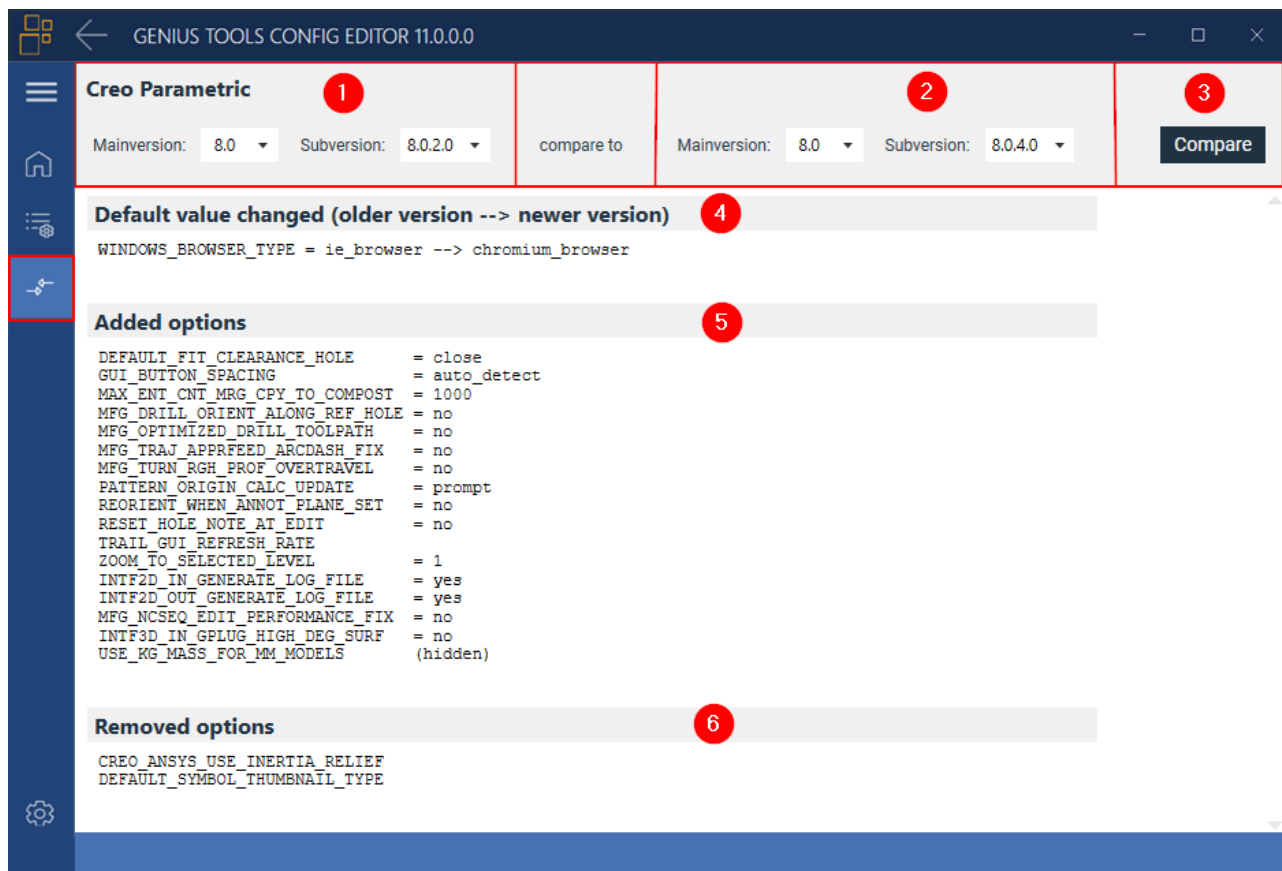 GENIUS TOOLS CONFIG EDITOR 11.0.0.0
Creo Parametric 1 2 3
Mainversion: 8.0 Subversion: 8.0.2.0 compare to Mainversion: 8.0 Subversion: 8.0.4.0 Compare
Default value changed (older version --> newer version) 4
WINDOWS_BROWSER_TYPE = ie_browser --> chromium_browser
Added options 5
DEFAULT_FIT_CLEARANCE_HOLE = close
GUI_BUTTON_SPACING = auto_detect
MAX_ENT_CNT_MRG_CPY_TO_COMPOST = 1000
MFG_DRILL_ORIENT_ALONG_REF_HOLE = no
MFG_OPTIMIZED_DRILL_TOOLPATH = no
MFG_TRAJ_APPRFEED_ARCDASH_FIX = no
MFG_TURN_RGH_PROF_OVERTRAVEL = no
PATTERN_ORIGIN_CALC_UPDATE = prompt
REORIENT_WHEN_ANNOT_PLANE_SET = no
RESET_HOLE_NOTE_AT_EDIT = no
TRAIL_GUI_REFRESH_RATE
ZOOM_TO_SELECTED_LEVEL = 1
INTF2D_IN_GENERATE_LOG_FILE = yes
INTF2D_OUT_GENERATE_LOG_FILE = yes
MFG_NCSEQ_EDIT_PERFORMANCE_FIX = no
INTF3D_IN_GPLUG_HIGH_DEG_SURF = no
USE_KG_MASS_FOR_MM_MODELS (hidden)
Removed options 6
CREO_ANSYS_USE_INERTIA_RELIEF
DEFAULT_SYMBOL_THUMBNAIL_TYPE